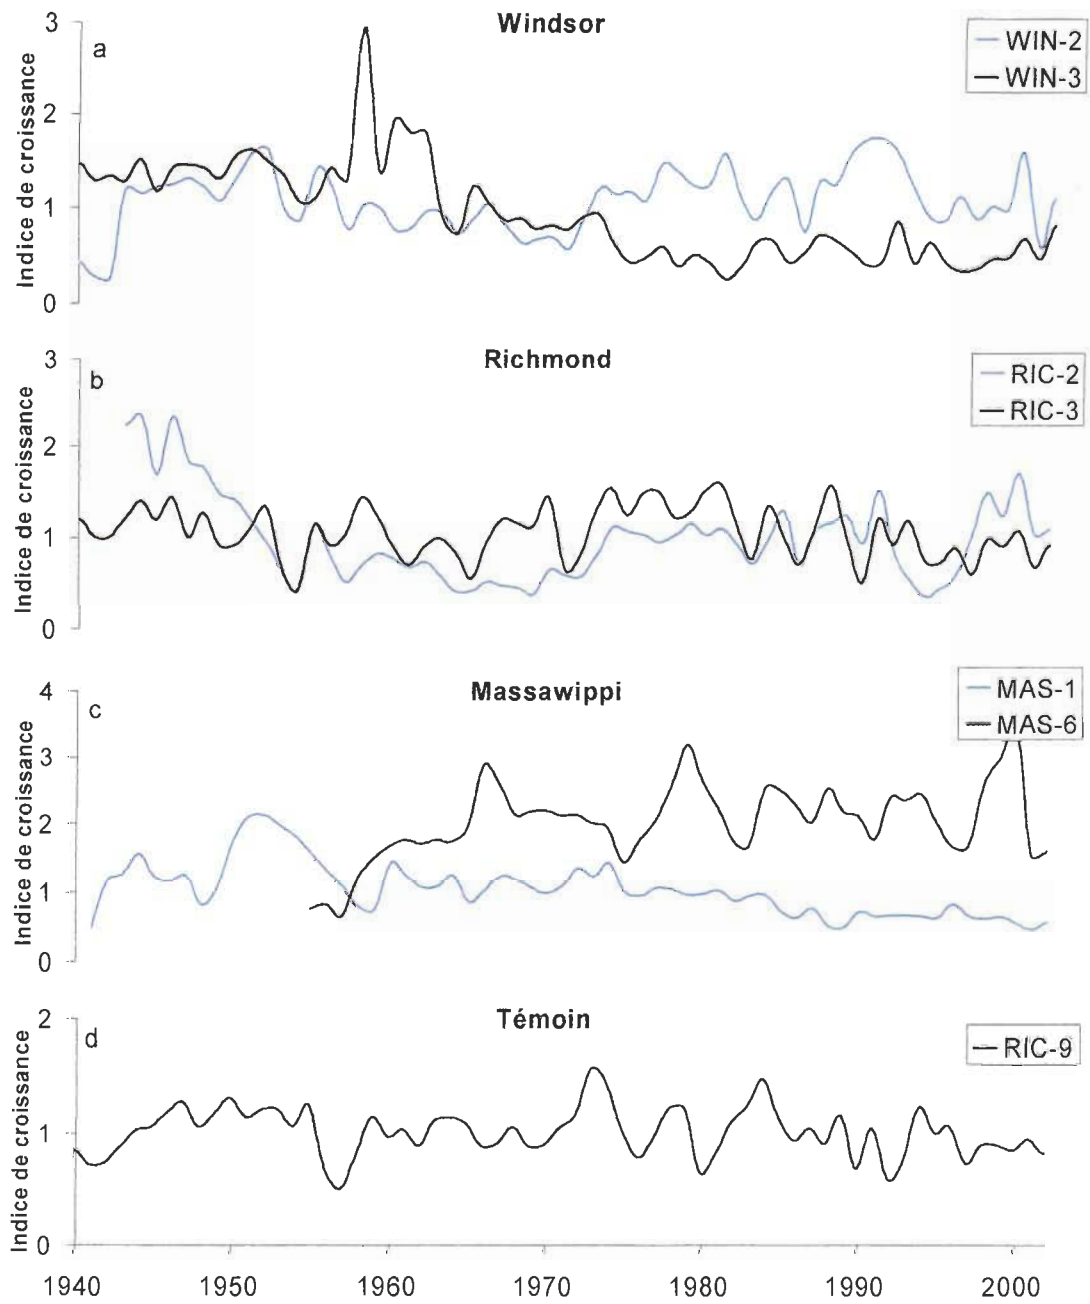 Windsor
a
WIN-2
WIN-3
3
2
1
0
Indice de croissance
Richmond
b
RIC-2
RIC-3
3
2
1
0
Indice de croissance
Massawippi
c
MAS-1
MAS-6
4
3
2
1
0
Indice de croissance
Témoin
d
RIC-9
2
1
0
Indice de croissance
1940 1950 1960 1970 1980 1990 2000